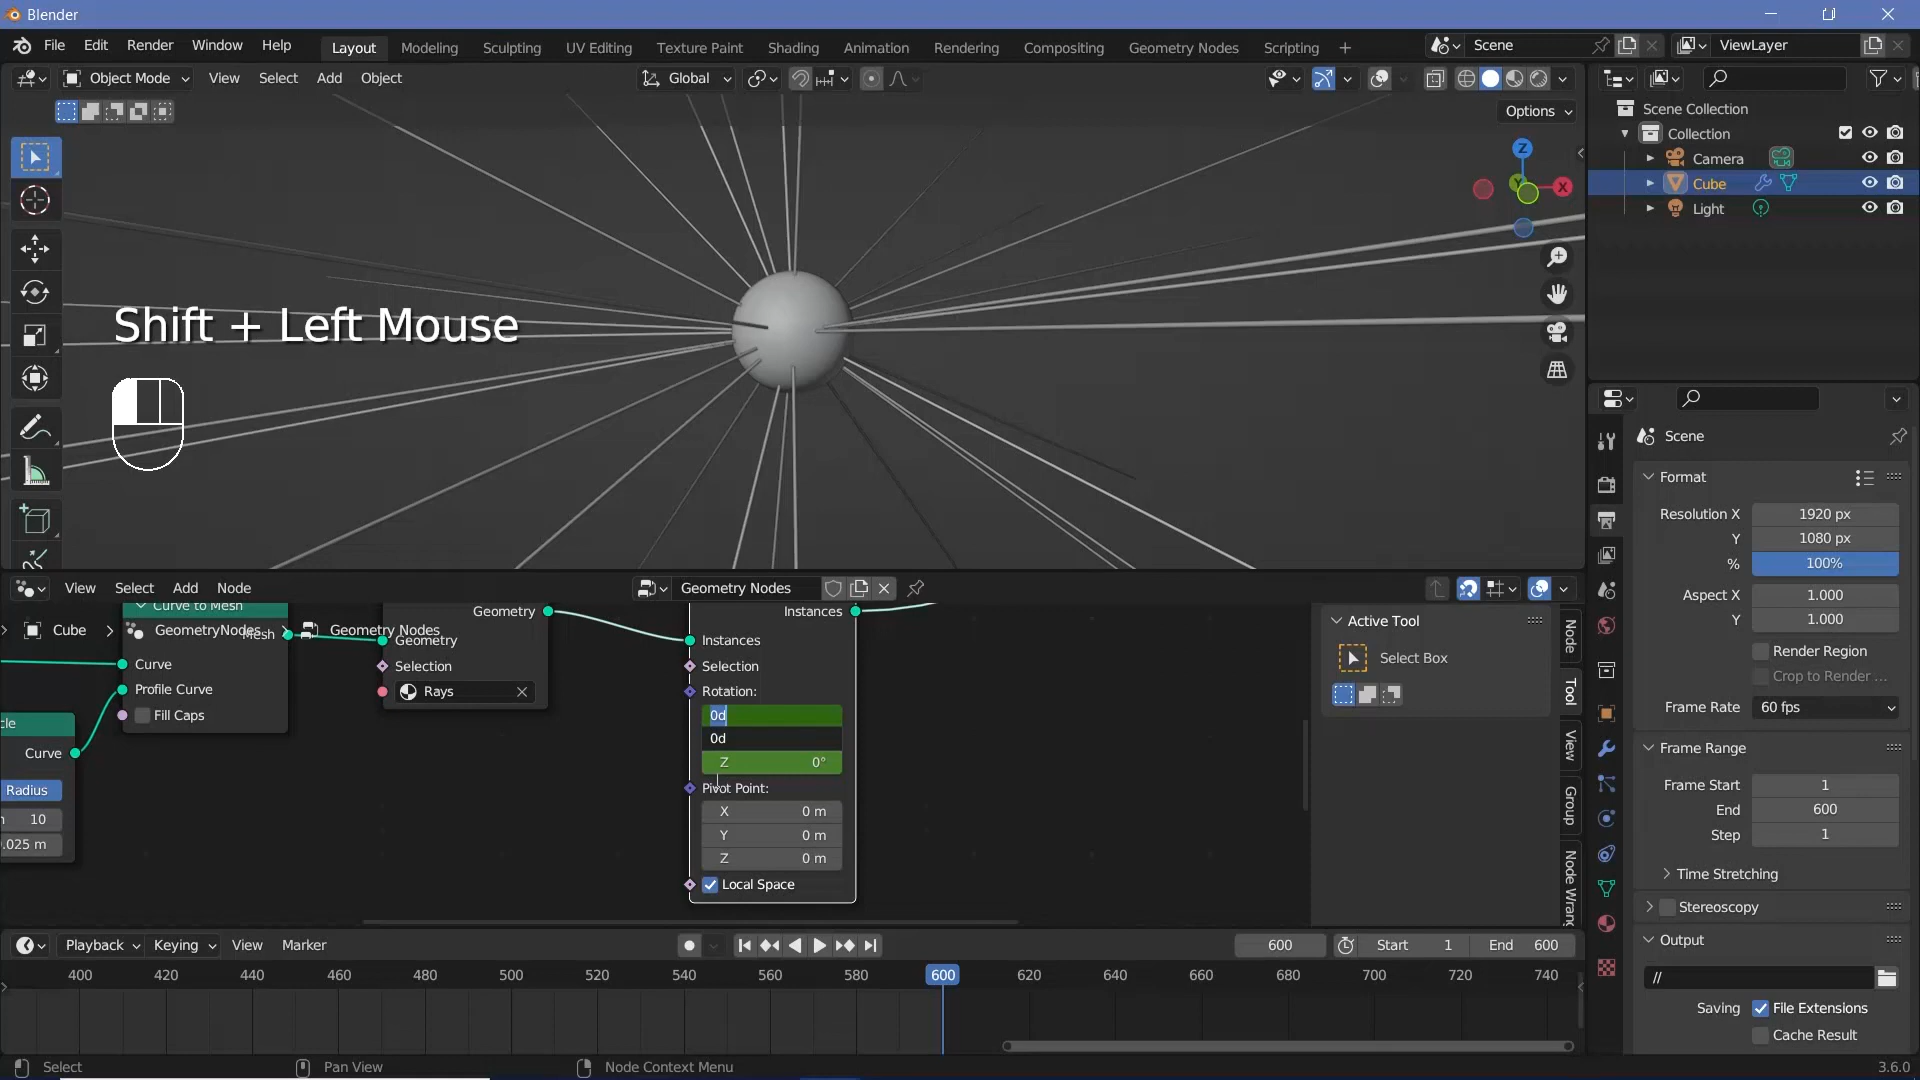 Blender
File Edit Render Window Help
Layout Modeling Sculpting UV Editing Texture Paint Shading Animation Rendering Compositing Geometry Nodes Scripting +
Scene
ViewLayer
Object Mode View Select Add Object
Global
Options
Z
Y
X
Shift + Left Mouse
Scene Collection
Collection
Camera
Cube
Light
Scene
Format
Resolution X 1920 px
Y 1080 px
% 100%
Aspect X 1.000
Y 1.000
Render Region
Crop to Render ...
Frame Rate 60 fps
Frame Range
Frame Start 1
End 600
Step 1
Time Stretching
Stereoscopy
Output
//
Saving File Extensions
Cache Result
View Select Add Node
Geometry Nodes
Cube > GeometryNodes > Geometry Nodes
Curve to Mesh
Mesh
Curve
Profile Curve
Fill Caps
cle
Curve
Radius
10
0.025 m
Geometry
Geometry
Selection
Rays
Instances
Instances
Selection
Rotation:
0d
0d
Z 0°
Pivot Point:
X 0 m
Y 0 m
Z 0 m
Local Space
Active Tool
Select Box
Node
Tool
View
Group
Node Wrang
Playback Keying View Marker
600
Start 1 End 600
400 420 440 460 480 500 520 540 560 580 600 620 640 660 680 700 720 740
Select
Pan View
Node Context Menu
3.6.0